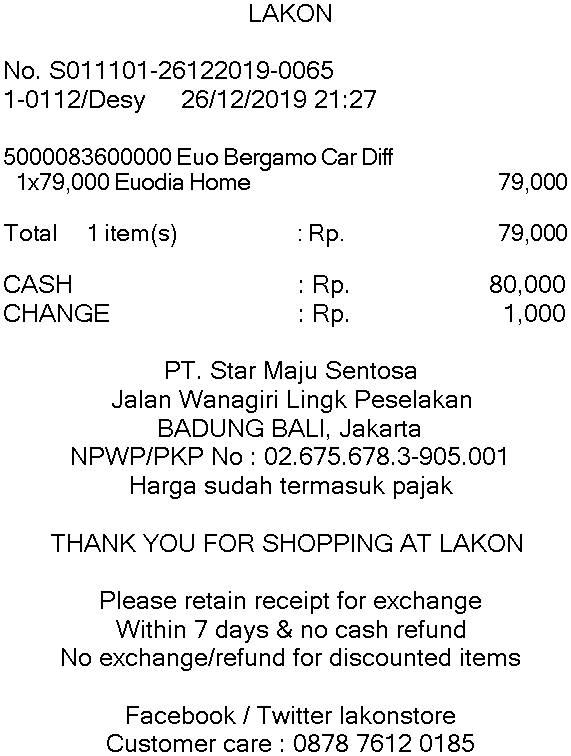 LAKON
No. S011101-26122019-0065
1-0112/Desy 26/12/2019 21:27
5000083600000 Euo Bergamo Car Diff
1x79,000 Euodia Home 79,000
Total 1 item(s) : Rp. 79,000
CASH : Rp. 80,000
CHANGE : Rp. 1,000
PT. Star Maju Sentosa
Jalan Wanagiri Lingk Peselakan
BADUNG BALI, Jakarta
NPWP/PKP No : 02.675.678.3-905.001
Harga sudah termasuk pajak
THANK YOU FOR SHOPPING AT LAKON
Please retain receipt for exchange
Within 7 days & no cash refund
No exchange/refund for discounted items
Facebook / Twitter lakonstore
Customer care : 0878 7612 0185